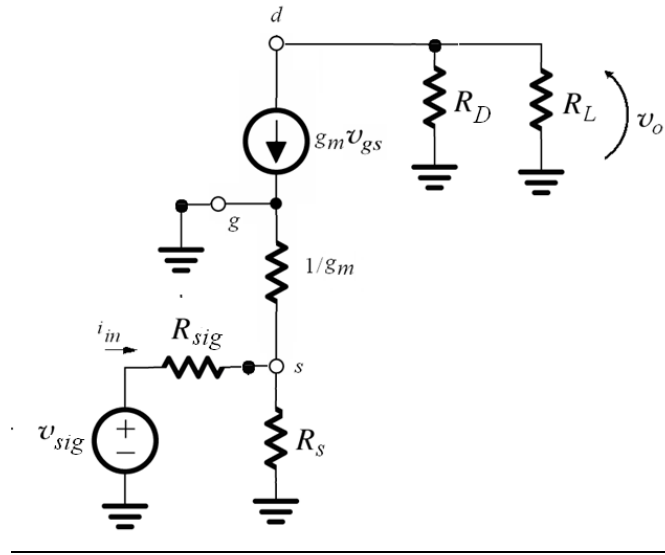 d
g_m v_gs
R_D
R_L
v_o
g
1/g_m
i_in
R_sig
s
v_sig
+
−
R_s